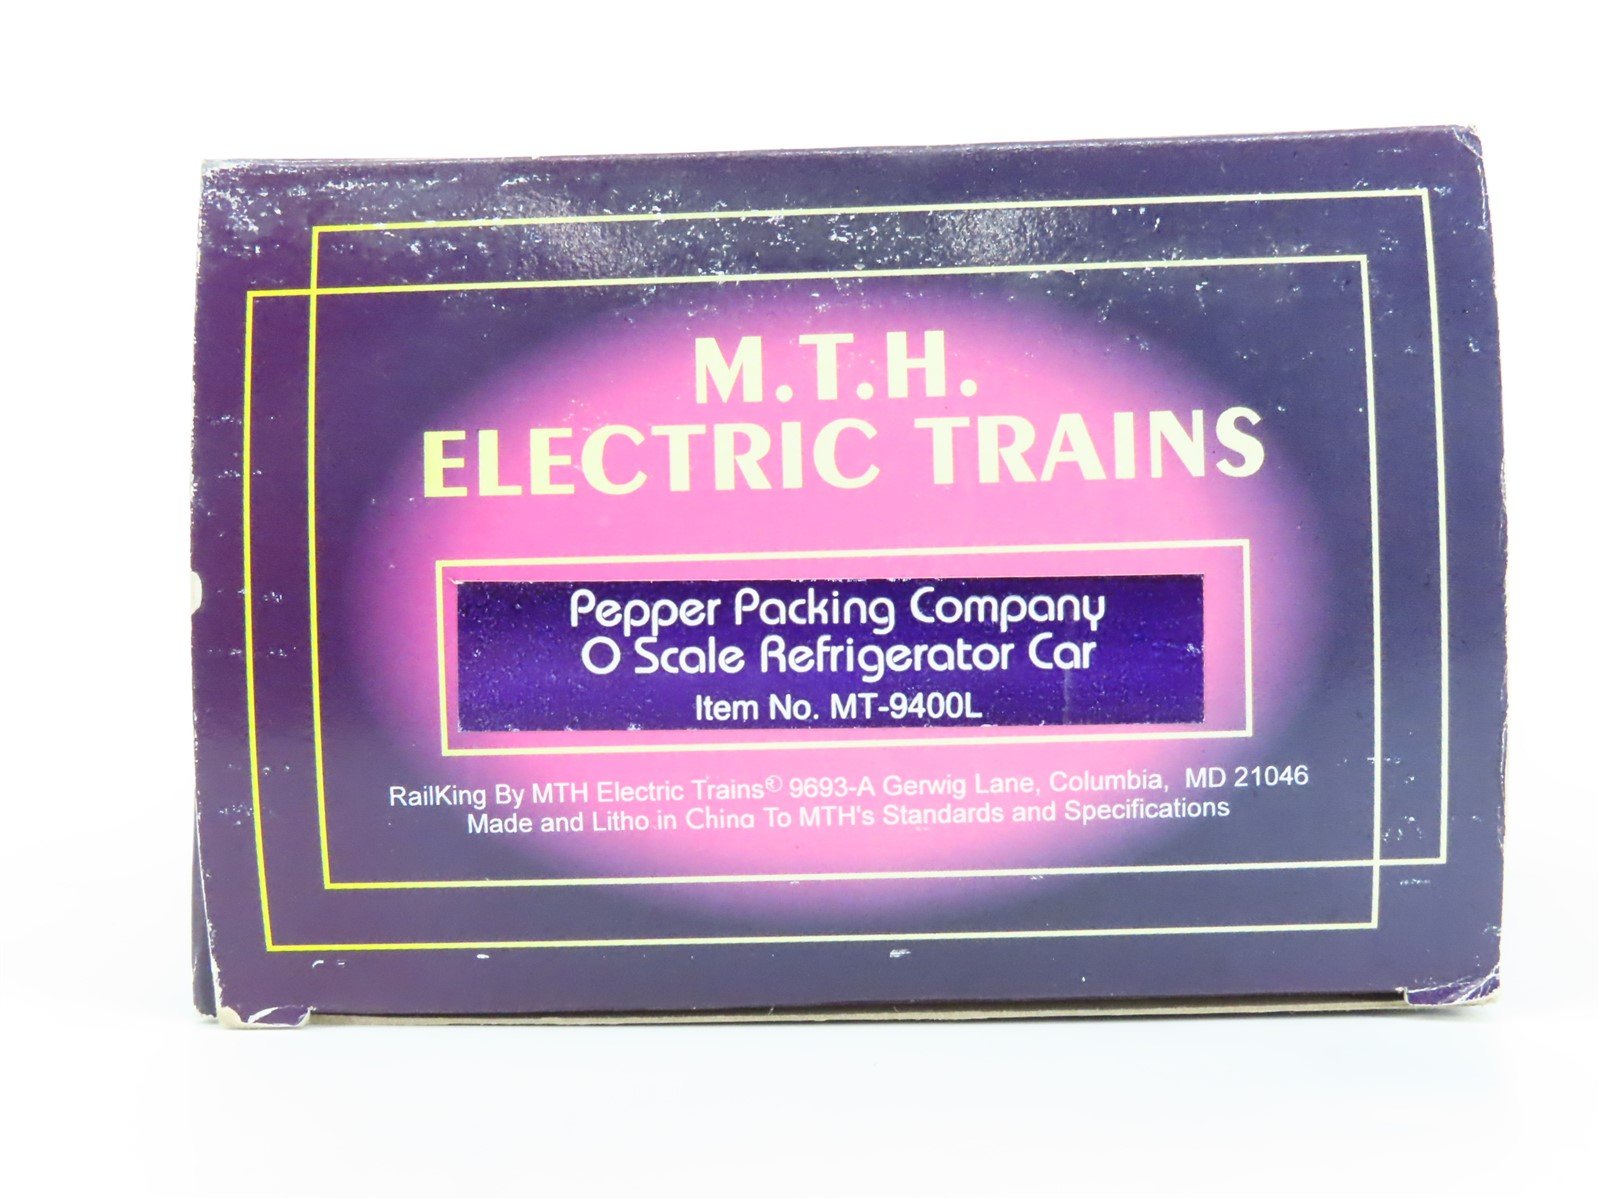 M.T.H.
ELECTRIC TRAINS
Pepper Packing Company
O Scale Refrigerator Car
Item No. MT-9400L
RailKing By MTH Electric Trains® 9693-A Gerwig Lane, Columbia, MD 21046
Made and Litho in China To MTH's Standards and Specifications